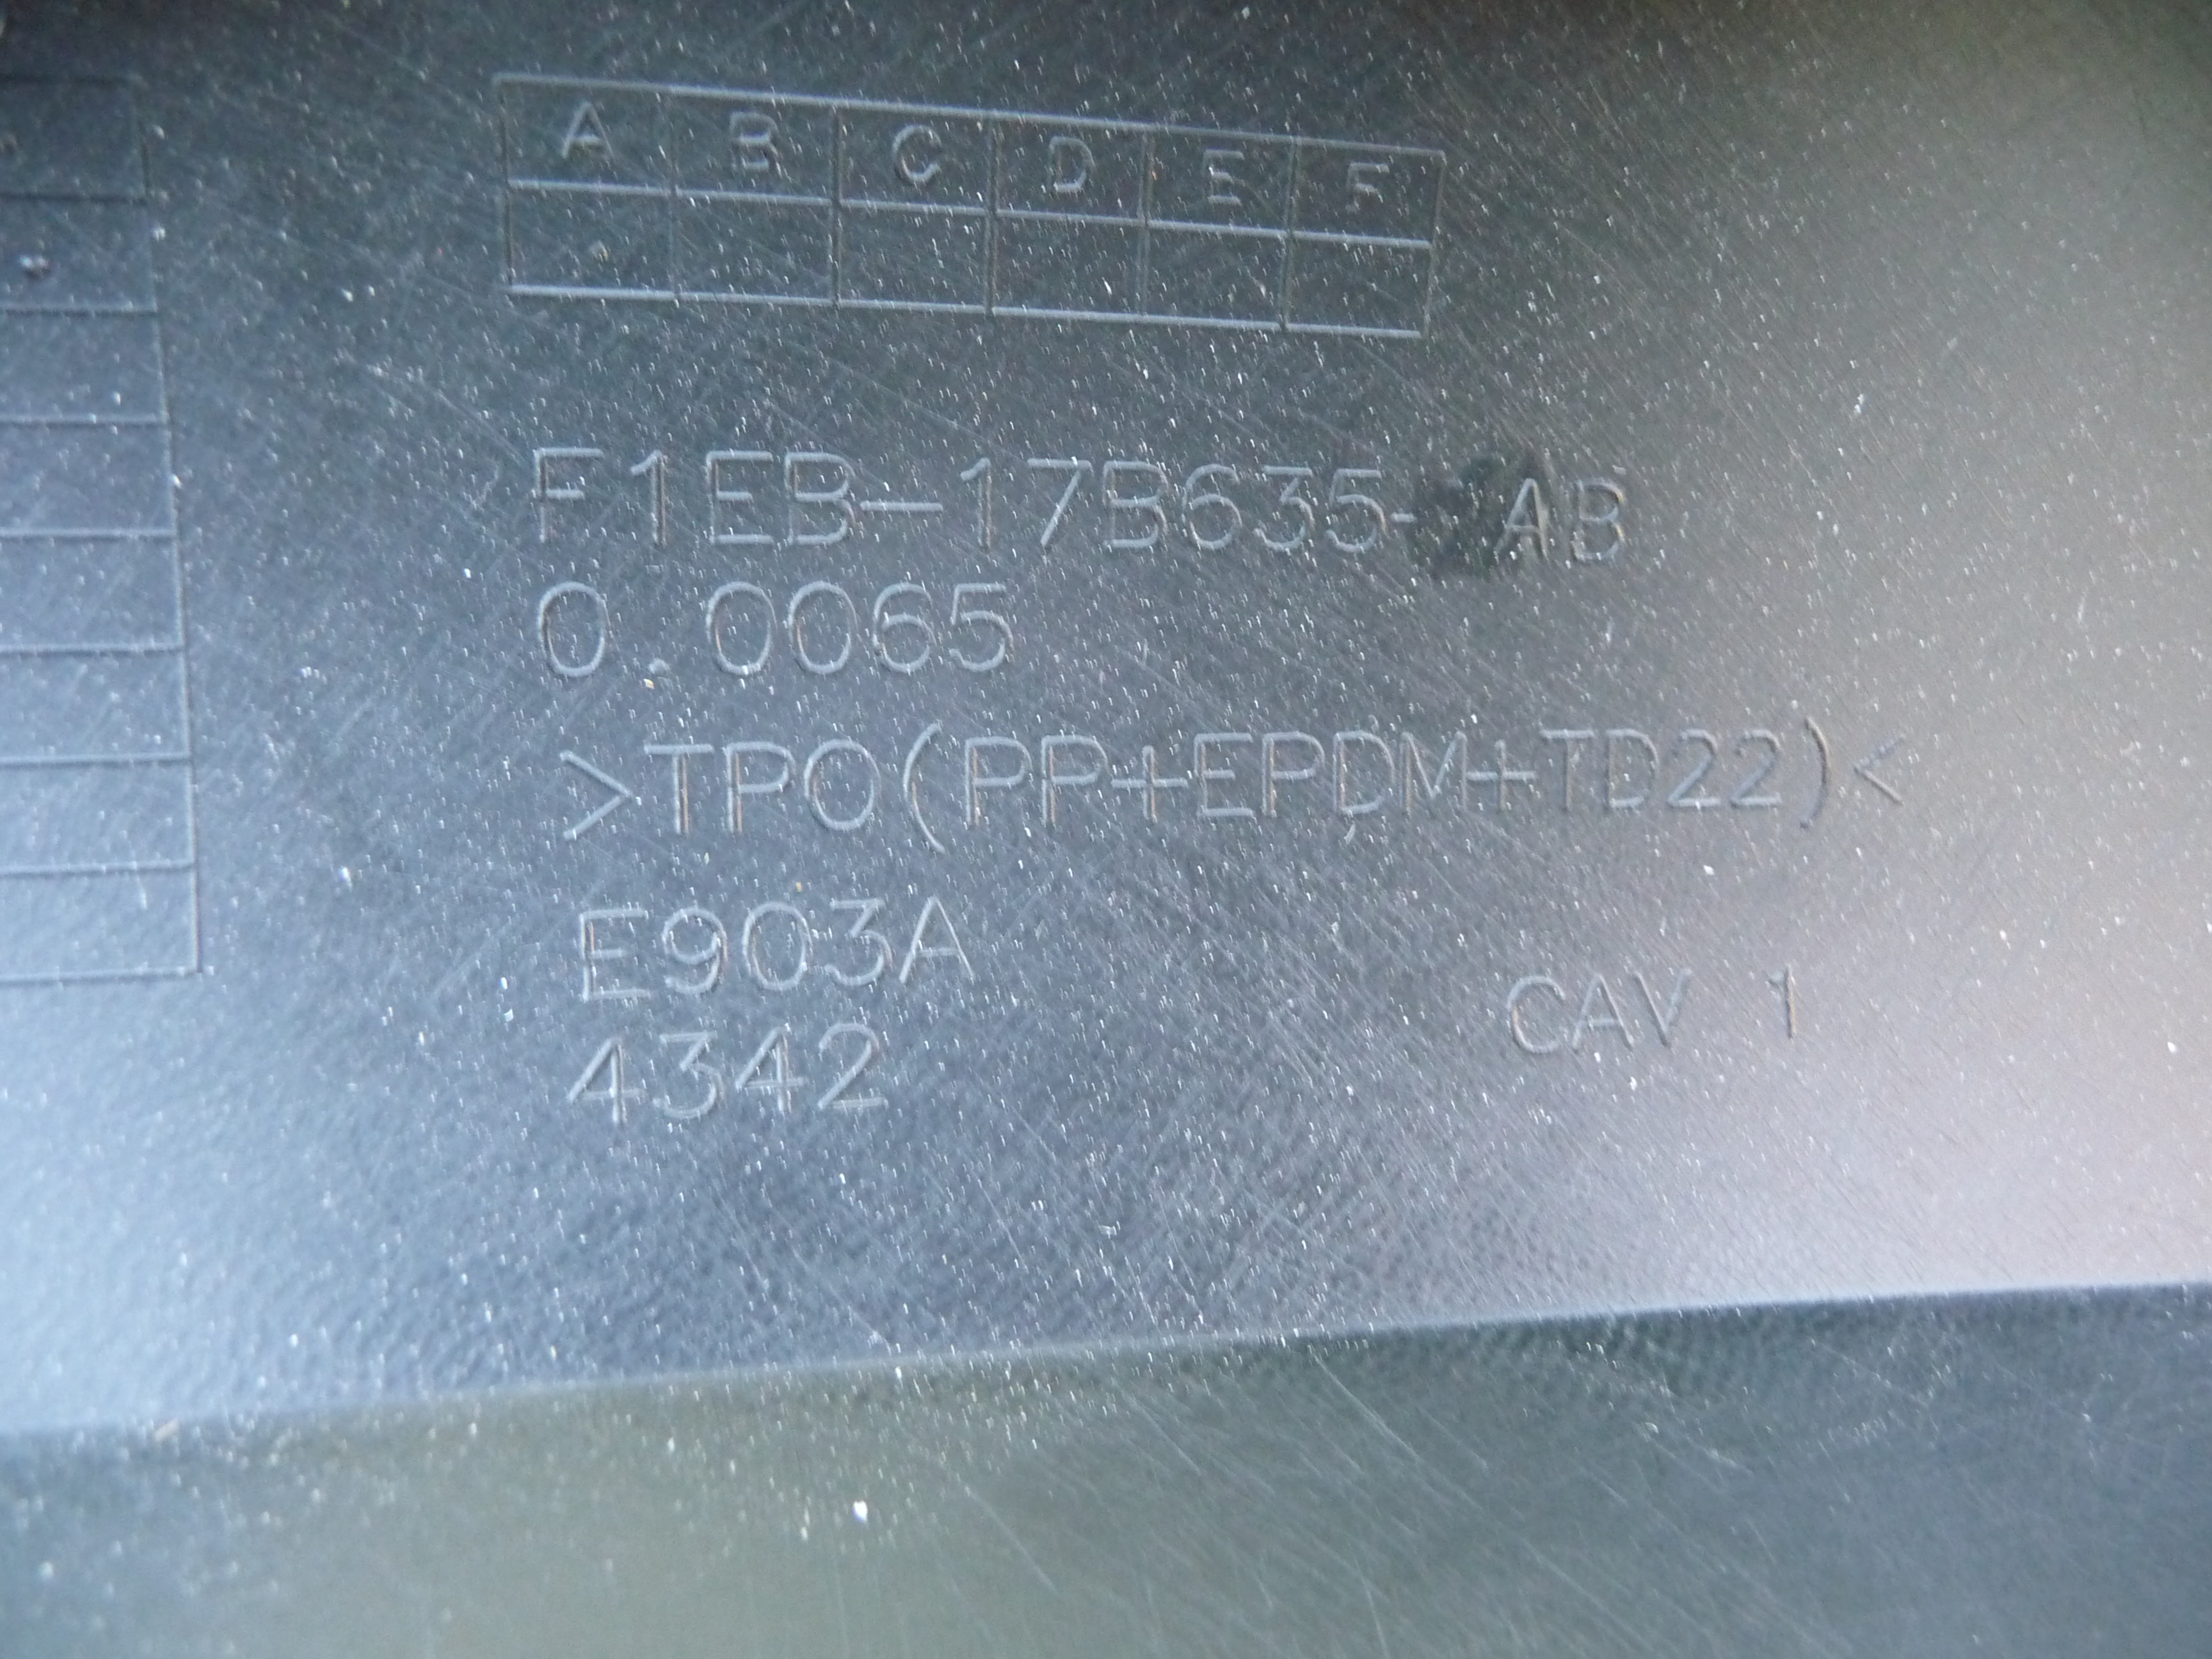 A B C D E F
F1EB-17B635- AB
0.0065
>TPO(PP+EPDM+TD22)<
E903A
CAV 1
4342